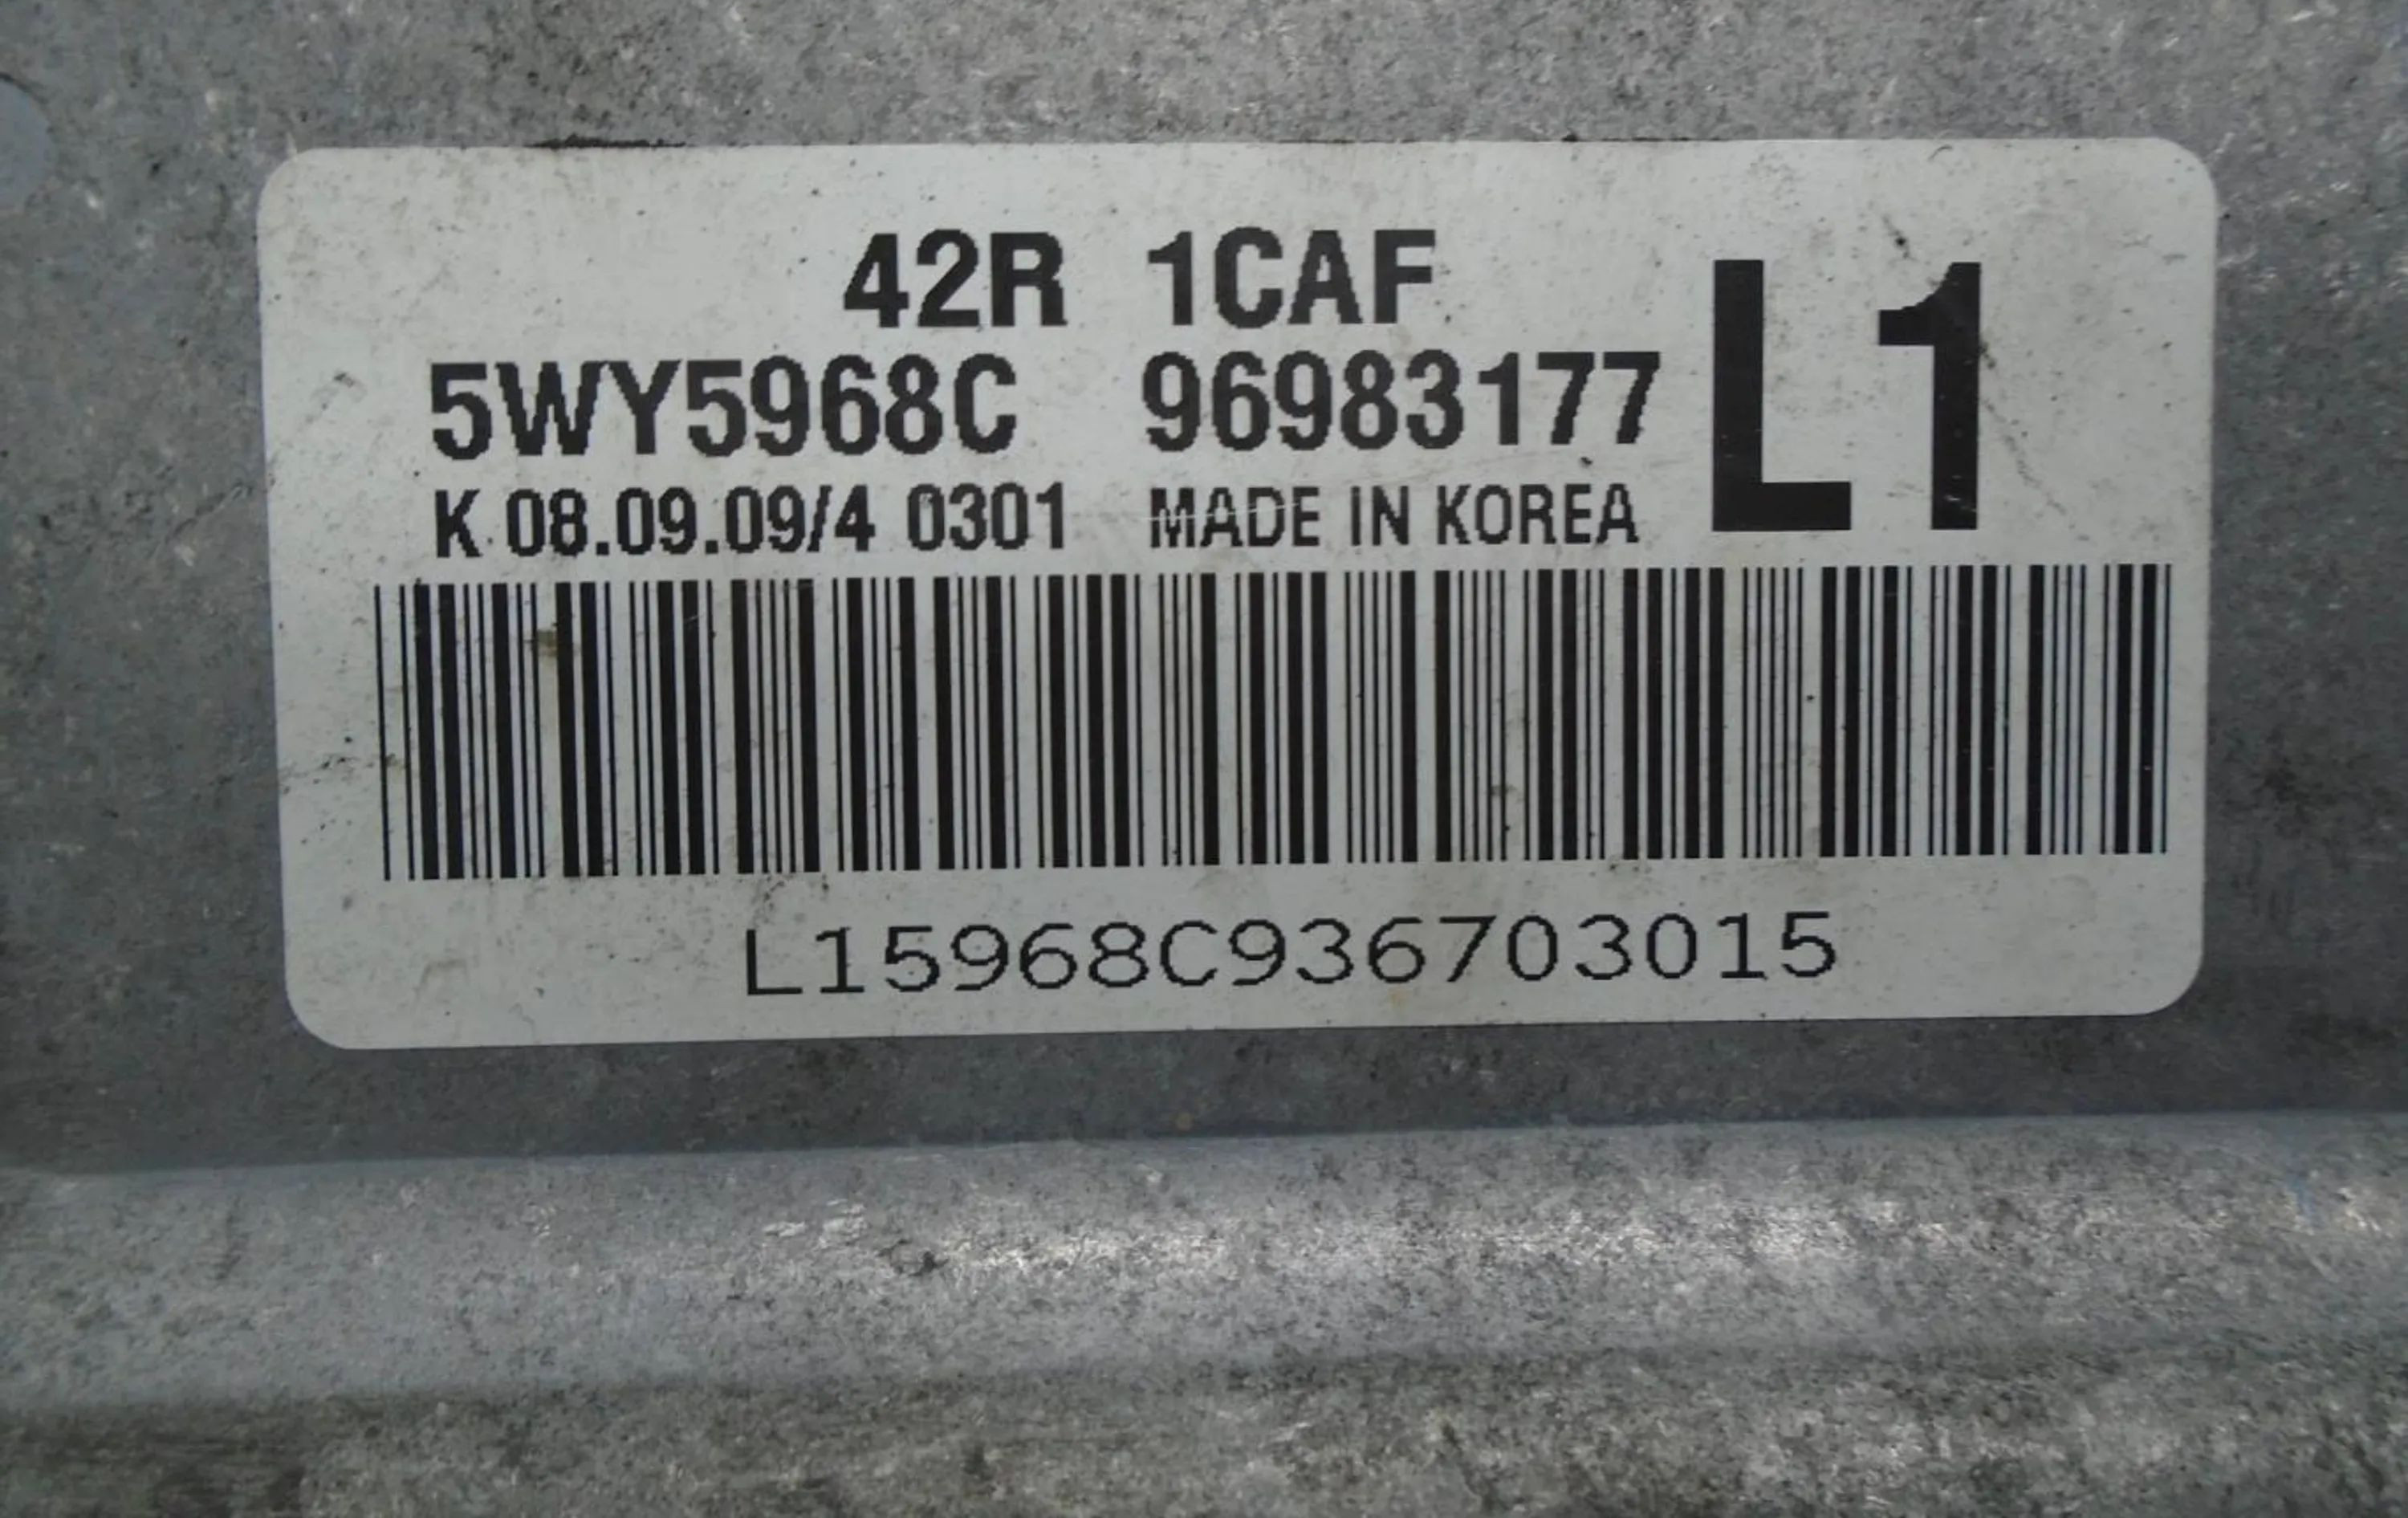 42R 1CAF
5WY5968C 96983177 L1
K 08.09.09/4 0301 MADE IN KOREA
L15968C936703015